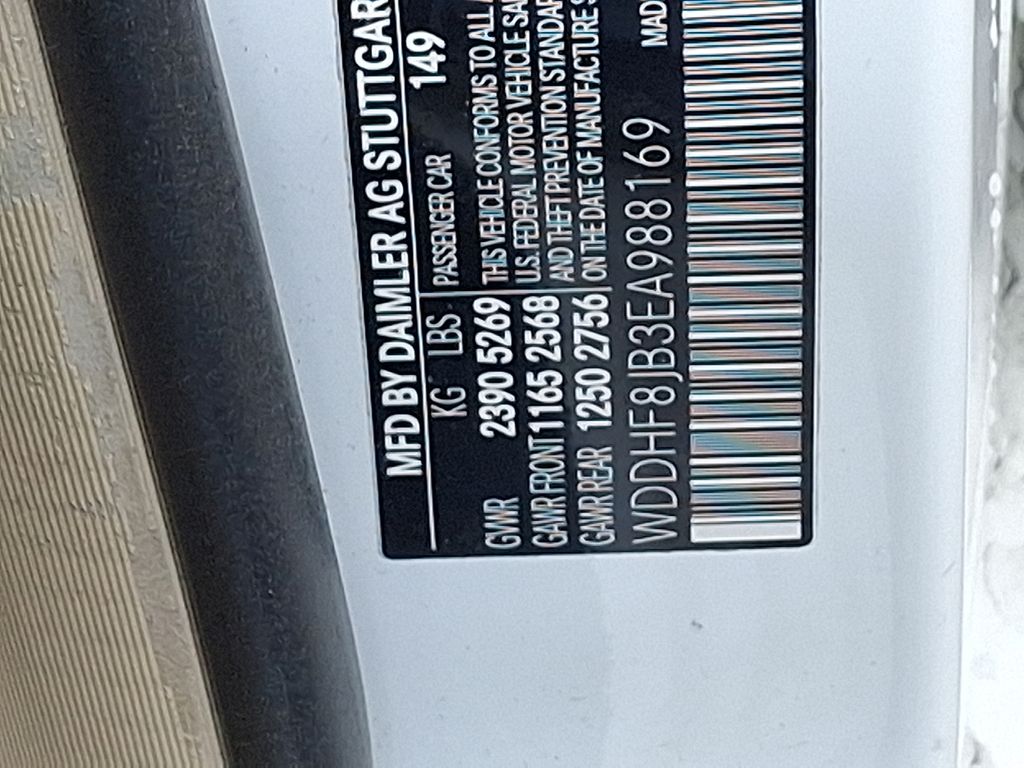 MFD BY DAIMLER AG STUTTGAR
KG LBS PASSENGER CAR 149
GVWR 2390 5269 THIS VEHICLE CONFORMS TO ALL
GAWR FRONT 1165 2568 U.S. FEDERAL MOTOR VEHICLE SA
GAWR REAR 1250 2756 AND THEFT PREVENTION STANDAR
ON THE DATE OF MANUFACTURE S
WDDHF8JB3EA988169 MAD